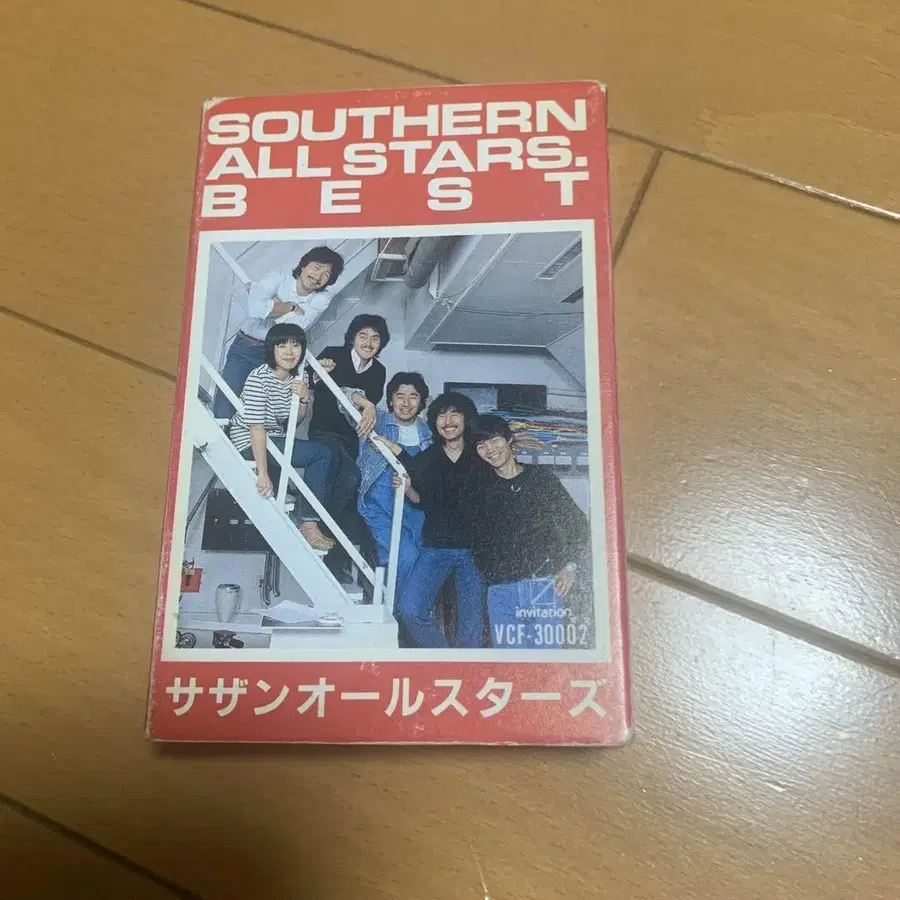 SOUTHERN
ALL STARS.
BEST
invitation
VCF-30002
サザンオールスターズ